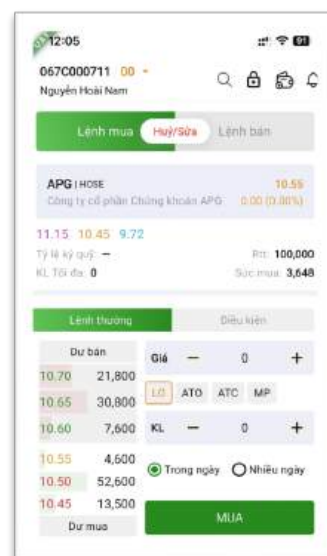 12:05
91
067C000711 00
Nguyễn Hoài Nam
Lệnh mua Huỷ/Sửa Lệnh bán
APG | HOSE 10.55
Công ty cổ phần Chứng khoán APG 0.00 (0.00%)
11.15 10.45 9.72
Tỷ lệ ký quỹ: — Rtt: 100,000
KL Tối đa: 0 Sức mua: 3,648
Lệnh thường Điều kiện
Dư bán Giá — 0 +
10.70 21,800
LO ATO ATC MP
10.65 30,800
10.60 7,600 KL — 0 +
10.55 4,600
Trong ngày Nhiều ngày
10.50 52,600
10.45 13,500 MUA
Dư mua